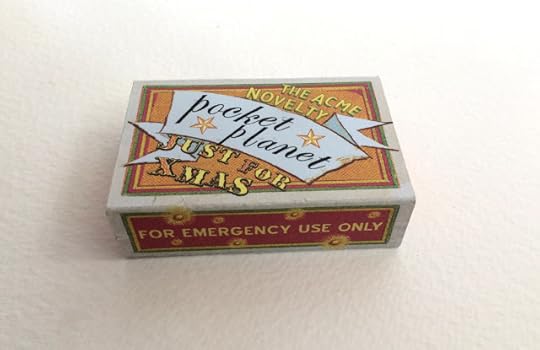 THE ACME
NOVELTY
pocket
planet
JUST FOR
XMAS
FOR EMERGENCY USE ONLY